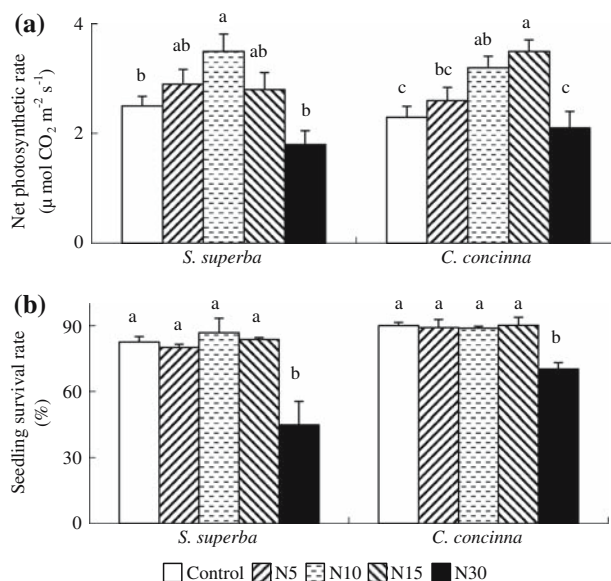 (a)
Net photosynthetic rate
(μ mol CO₂ m⁻² s⁻¹)
4
2
0
b
ab
a
ab
b
c
bc
ab
a
c
S. superba
C. concinna
(b)
Seedling survival rate
(%)
90
60
30
0
a
a
a
a
b
a
a
a
a
b
S. superba
C. concinna
Control N5 N10 N15 N30